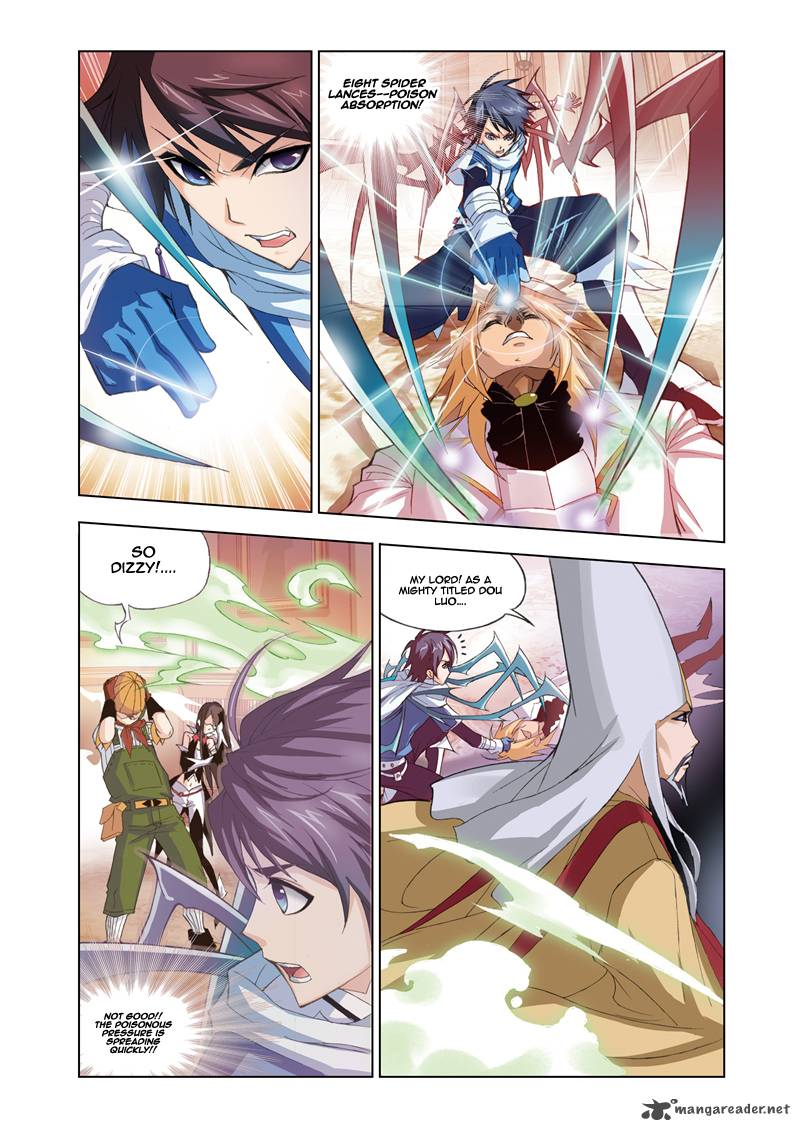 EIGHT SPIDER
LANCES--POISON
ABSORPTION!
SO
DIZZY!....
NOT GOOD!!
THE POISONOUS
PRESSURE IS
SPREADING
QUICKLY!!
MY LORD! AS A
MIGHTY TITLED DOU
LUO....
mangareader.net